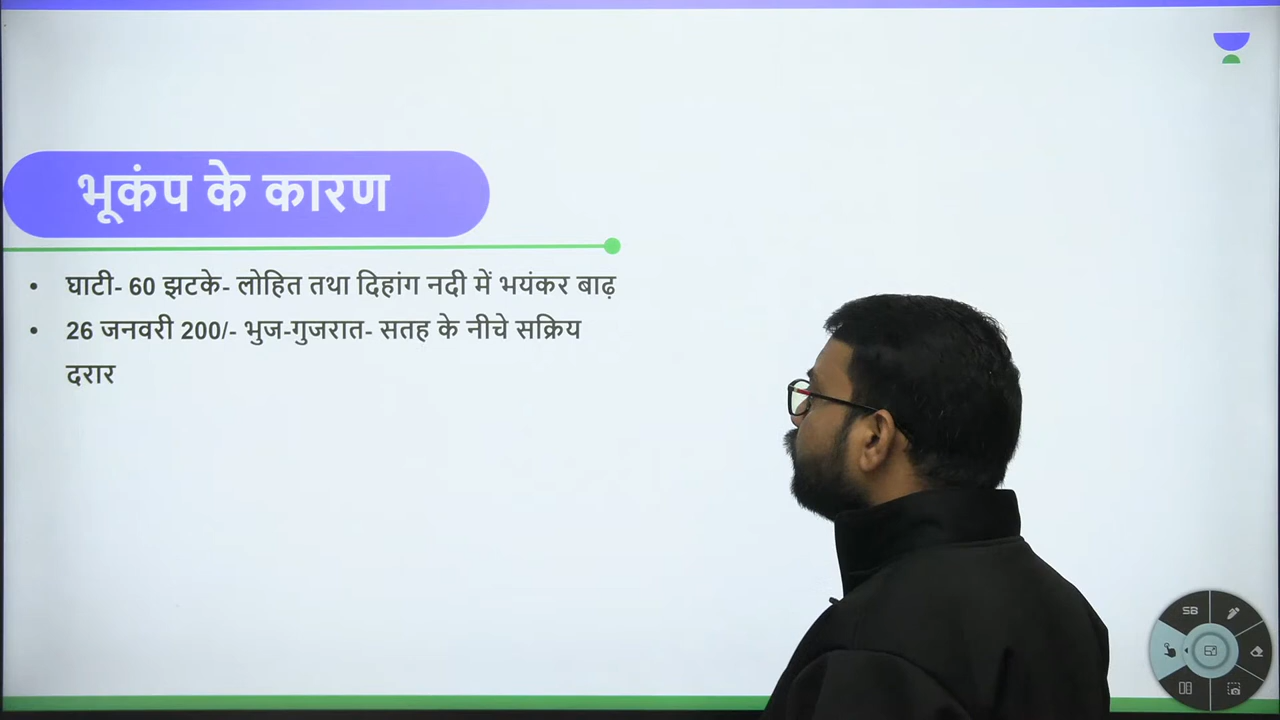 भूकंप के कारण
• घाटी- 60 झटके- लोहित तथा दिहांग नदी में भयंकर बाढ़
• 26 जनवरी 200/- भुज-गुजरात- सतह के नीचे सक्रिय
दरार
SB